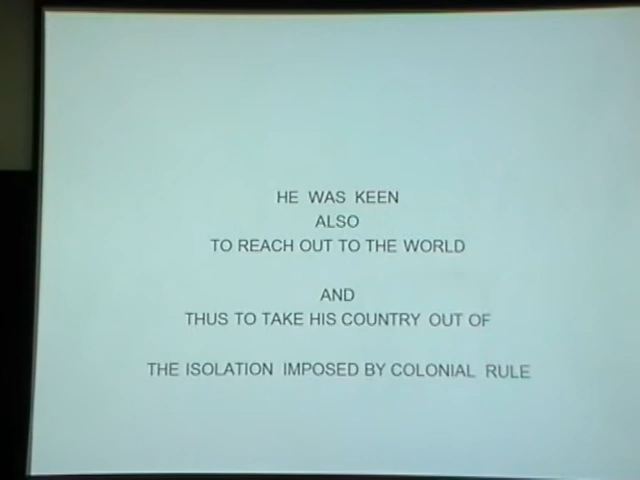 HE WAS KEEN
ALSO
TO REACH OUT TO THE WORLD
AND
THUS TO TAKE HIS COUNTRY OUT OF
THE ISOLATION IMPOSED BY COLONIAL RULE